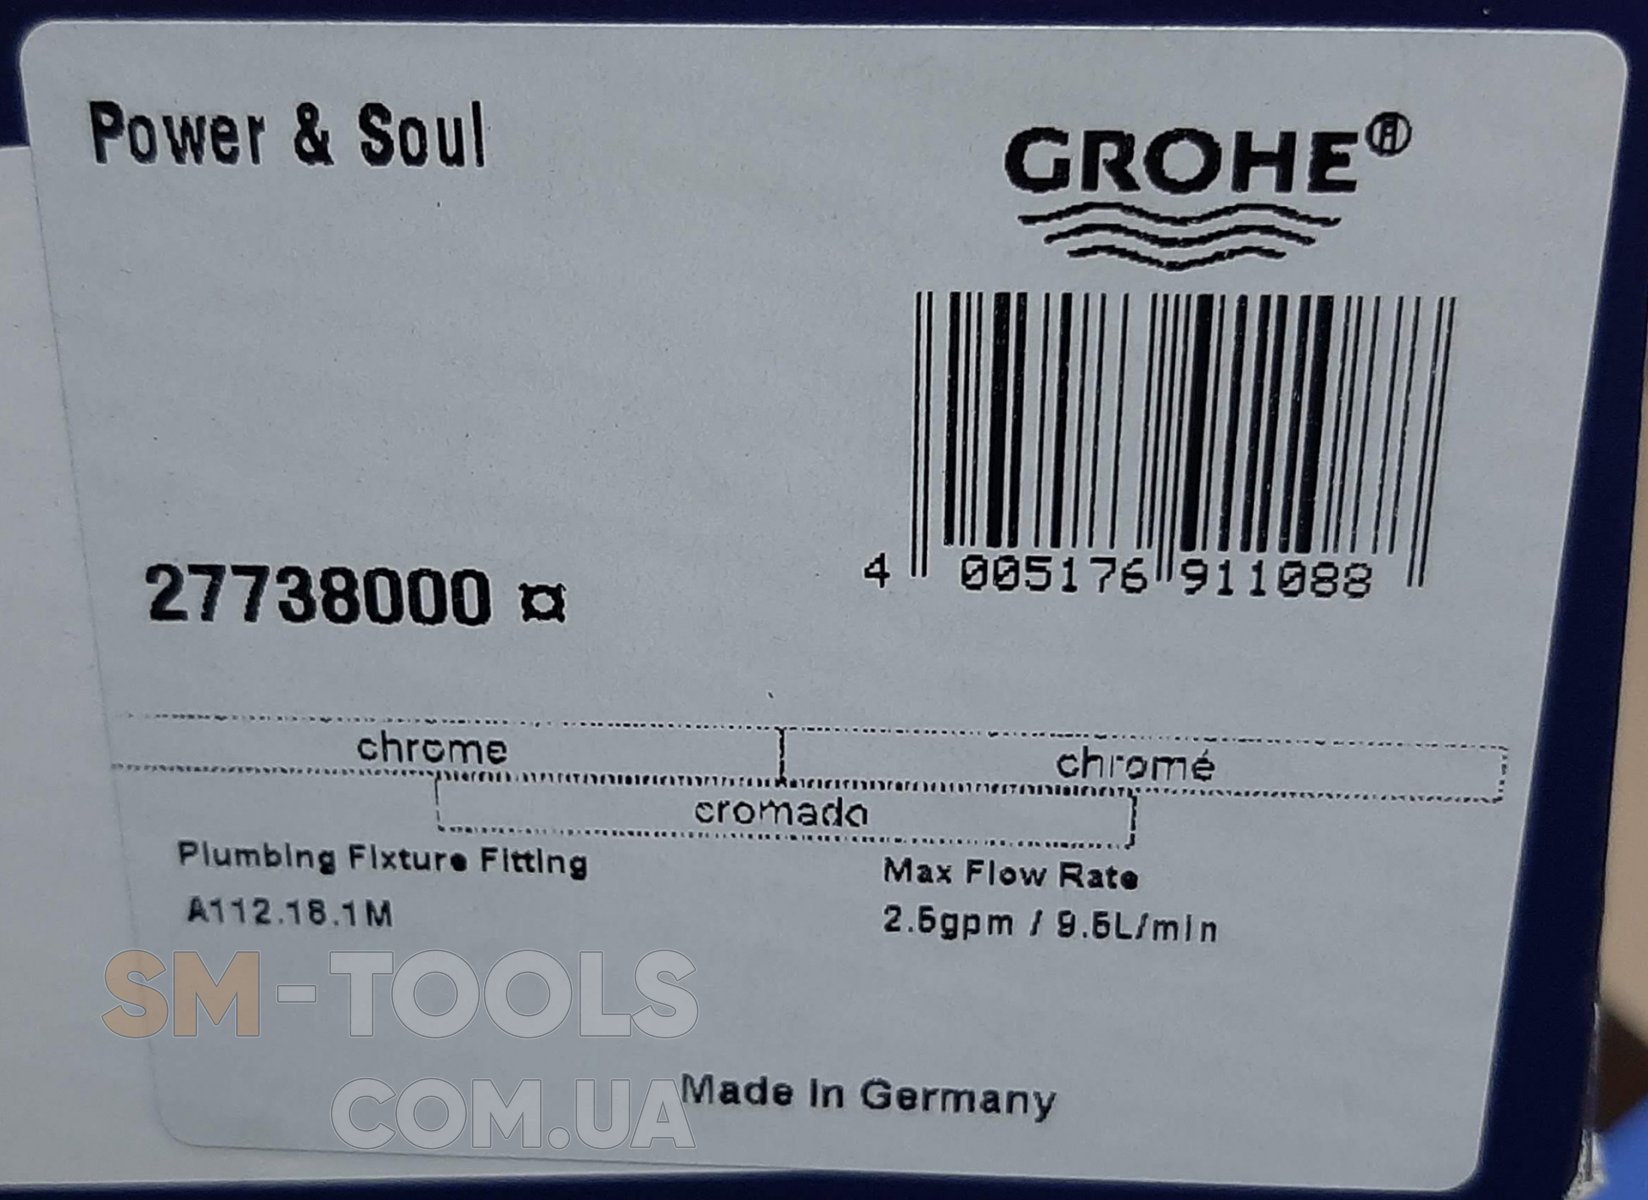 Power & Soul
GROHE®
4 005176 911088
27738000 ¤
chrome
chromé
cromado
Plumbing Fixture Fitting
A112.18.1M
Max Flow Rate
2.5gpm / 9.5L/min
SM-TOOLS
COM.UA
Made In Germany